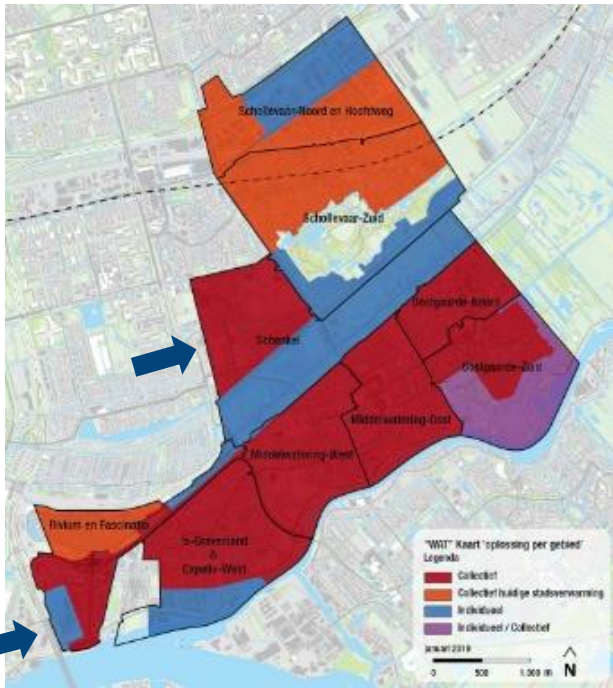 Schollevaar-Noord en Hoofdweg
Schollevaar-Zuid
Oostgaarde-Noord
Schenkel
Oostgaarde-Zuid
Middelwatering-Oost
Middelwatering-West
Rivium en Fascinatio
's-Gravenland
&
Capelle-West
"WAT" Kaart 'oplossing per gebied'
Legenda
Collectief
Collectief huidige stadsverwarming
Individueel
Individueel / Collectief
januari 2019
0 500 1.000 m N